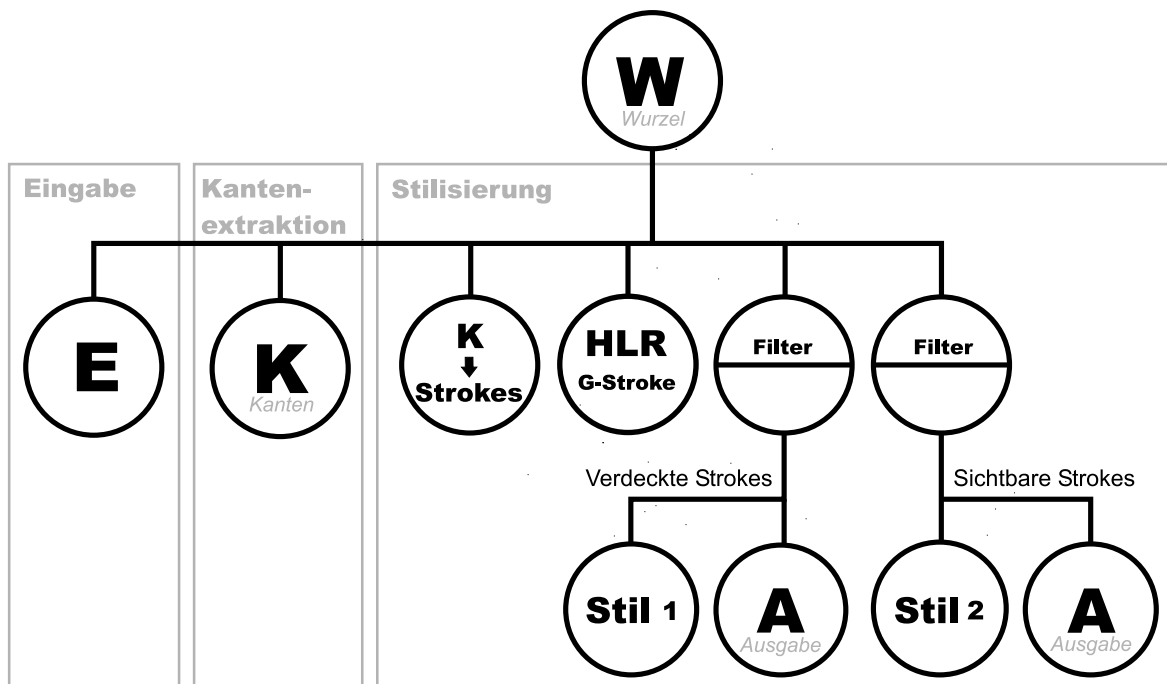 W
Wurzel
Eingabe
Kanten-
extraktion
Stilisierung
E
K
Kanten
K
Strokes
HLR
G-Stroke
Filter
Filter
Verdeckte Strokes
Sichtbare Strokes
Stil 1
A
Ausgabe
Stil 2
A
Ausgabe